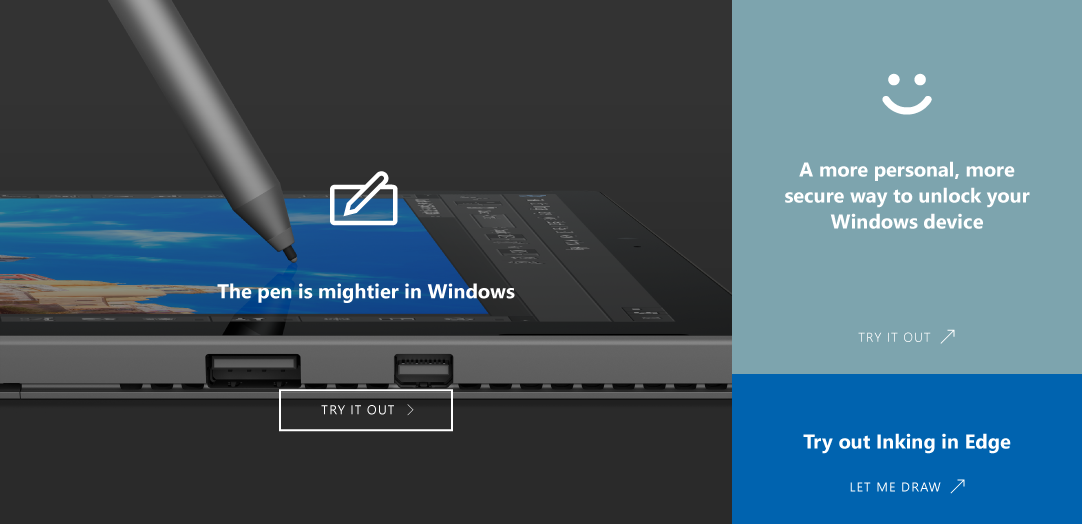 The pen is mightier in Windows
TRY IT OUT
A more personal, more
secure way to unlock your
Windows device
TRY IT OUT
Try out Inking in Edge
LET ME DRAW